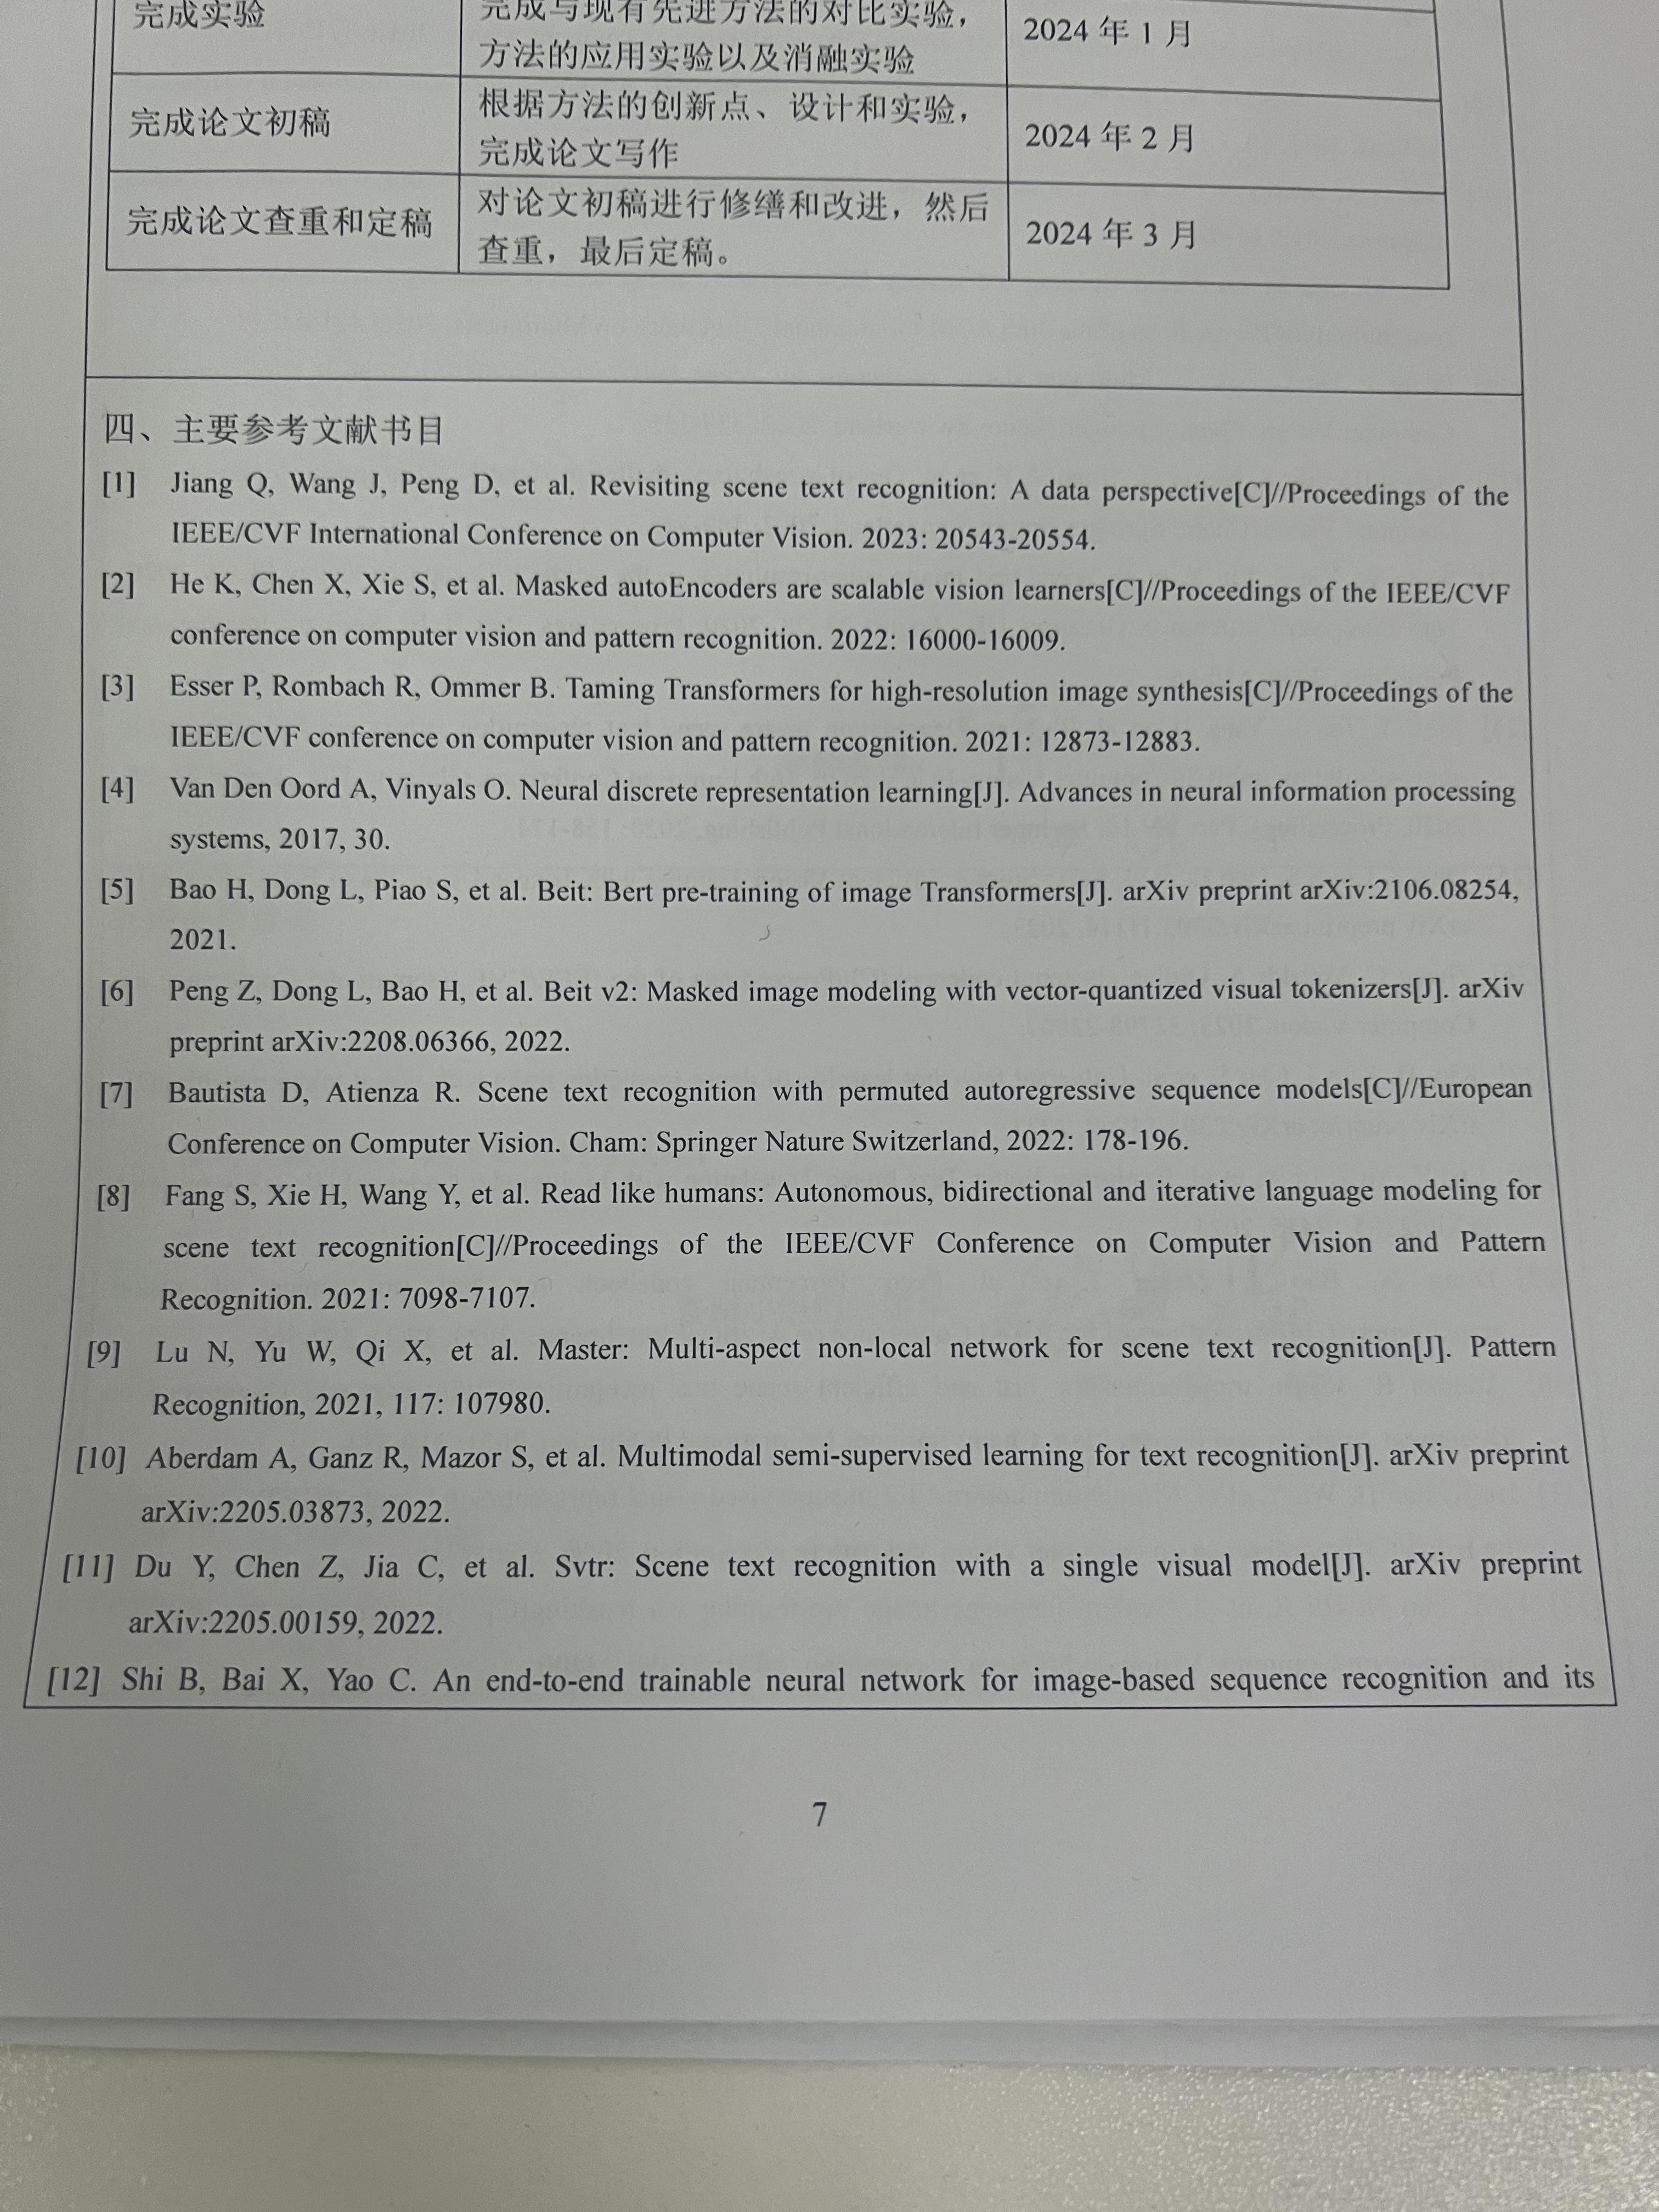 完成实验
完成与现有先进方法的对比实验，
方法的应用实验以及消融实验
2024 年 1 月
完成论文初稿
根据方法的创新点、设计和实验，
完成论文写作
2024 年 2 月
完成论文查重和定稿
对论文初稿进行修缮和改进，然后
查重，最后定稿。
2024 年 3 月
四、主要参考文献书目
[1] Jiang Q, Wang J, Peng D, et al. Revisiting scene text recognition: A data perspective[C]//Proceedings of the
IEEE/CVF International Conference on Computer Vision. 2023: 20543-20554.
[2] He K, Chen X, Xie S, et al. Masked autoEncoders are scalable vision learners[C]//Proceedings of the IEEE/CVF
conference on computer vision and pattern recognition. 2022: 16000-16009.
[3] Esser P, Rombach R, Ommer B. Taming Transformers for high-resolution image synthesis[C]//Proceedings of the
IEEE/CVF conference on computer vision and pattern recognition. 2021: 12873-12883.
[4] Van Den Oord A, Vinyals O. Neural discrete representation learning[J]. Advances in neural information processing
systems, 2017, 30.
[5] Bao H, Dong L, Piao S, et al. Beit: Bert pre-training of image Transformers[J]. arXiv preprint arXiv:2106.08254,
2021.
[6] Peng Z, Dong L, Bao H, et al. Beit v2: Masked image modeling with vector-quantized visual tokenizers[J]. arXiv
preprint arXiv:2208.06366, 2022.
[7] Bautista D, Atienza R. Scene text recognition with permuted autoregressive sequence models[C]//European
Conference on Computer Vision. Cham: Springer Nature Switzerland, 2022: 178-196.
[8] Fang S, Xie H, Wang Y, et al. Read like humans: Autonomous, bidirectional and iterative language modeling for
scene text recognition[C]//Proceedings of the IEEE/CVF Conference on Computer Vision and Pattern
Recognition. 2021: 7098-7107.
[9] Lu N, Yu W, Qi X, et al. Master: Multi-aspect non-local network for scene text recognition[J]. Pattern
Recognition, 2021, 117: 107980.
[10] Aberdam A, Ganz R, Mazor S, et al. Multimodal semi-supervised learning for text recognition[J]. arXiv preprint
arXiv:2205.03873, 2022.
[11] Du Y, Chen Z, Jia C, et al. Svtr: Scene text recognition with a single visual model[J]. arXiv preprint
arXiv:2205.00159, 2022.
[12] Shi B, Bai X, Yao C. An end-to-end trainable neural network for image-based sequence recognition and its
7